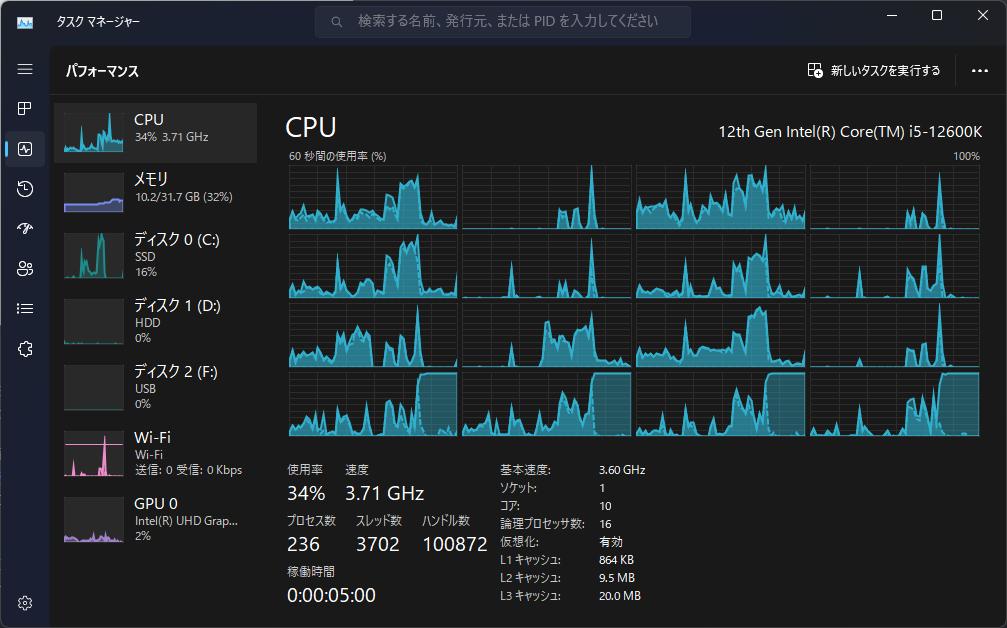 タスク マネージャー
検索する名前、発行元、または PID を入力してください
パフォーマンス
新しいタスクを実行する
CPU
34% 3.71 GHz
メモリ
10.2/31.7 GB (32%)
ディスク 0 (C:)
SSD
16%
ディスク 1 (D:)
HDD
0%
ディスク 2 (F:)
USB
0%
Wi-Fi
Wi-Fi
送信: 0 受信: 0 Kbps
GPU 0
Intel(R) UHD Grap...
2%
CPU
12th Gen Intel(R) Core(TM) i5-12600K
60 秒間の使用率 (%)
100%
使用率 速度
34% 3.71 GHz
プロセス数 スレッド数 ハンドル数
236 3702 100872
稼働時間
0:00:05:00
基本速度: 3.60 GHz
ソケット: 1
コア: 10
論理プロセッサ数: 16
仮想化: 有効
L1 キャッシュ: 864 KB
L2 キャッシュ: 9.5 MB
L3 キャッシュ: 20.0 MB